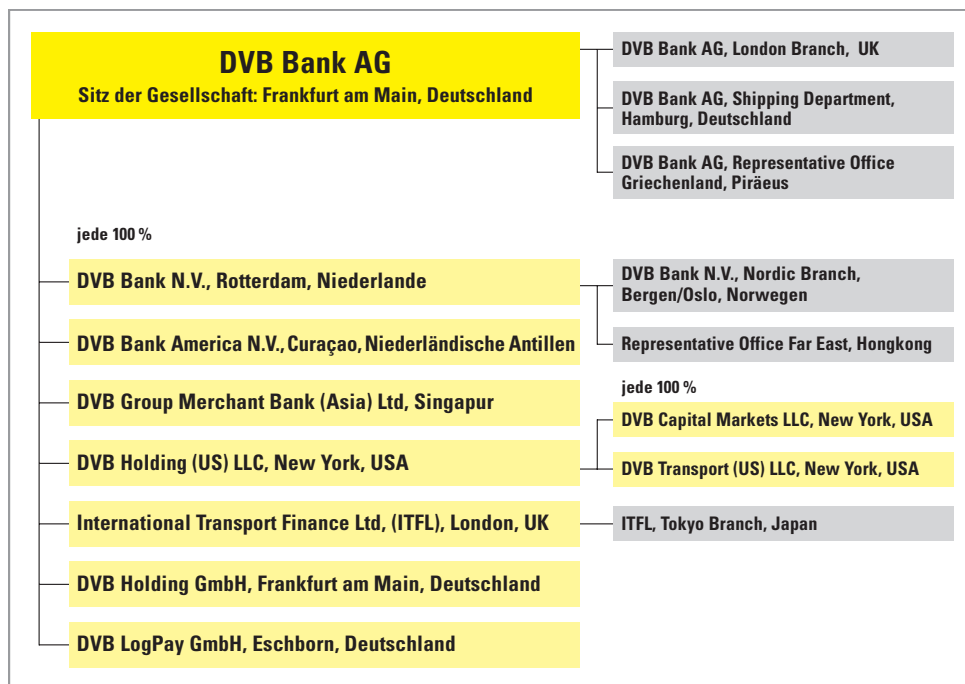 DVB Bank AG
Sitz der Gesellschaft: Frankfurt am Main, Deutschland
DVB Bank AG, London Branch, UK
DVB Bank AG, Shipping Department,
Hamburg, Deutschland
DVB Bank AG, Representative Office
Griechenland, Piräeus
jede 100 %
DVB Bank N.V., Rotterdam, Niederlande
DVB Bank N.V., Nordic Branch,
Bergen/Oslo, Norwegen
DVB Bank America N.V., Curaçao, Niederländische Antillen
Representative Office Far East, Hongkong
DVB Group Merchant Bank (Asia) Ltd, Singapur
jede 100 %
DVB Capital Markets LLC, New York, USA
DVB Holding (US) LLC, New York, USA
DVB Transport (US) LLC, New York, USA
International Transport Finance Ltd, (ITFL), London, UK
ITFL, Tokyo Branch, Japan
DVB Holding GmbH, Frankfurt am Main, Deutschland
DVB LogPay GmbH, Eschborn, Deutschland